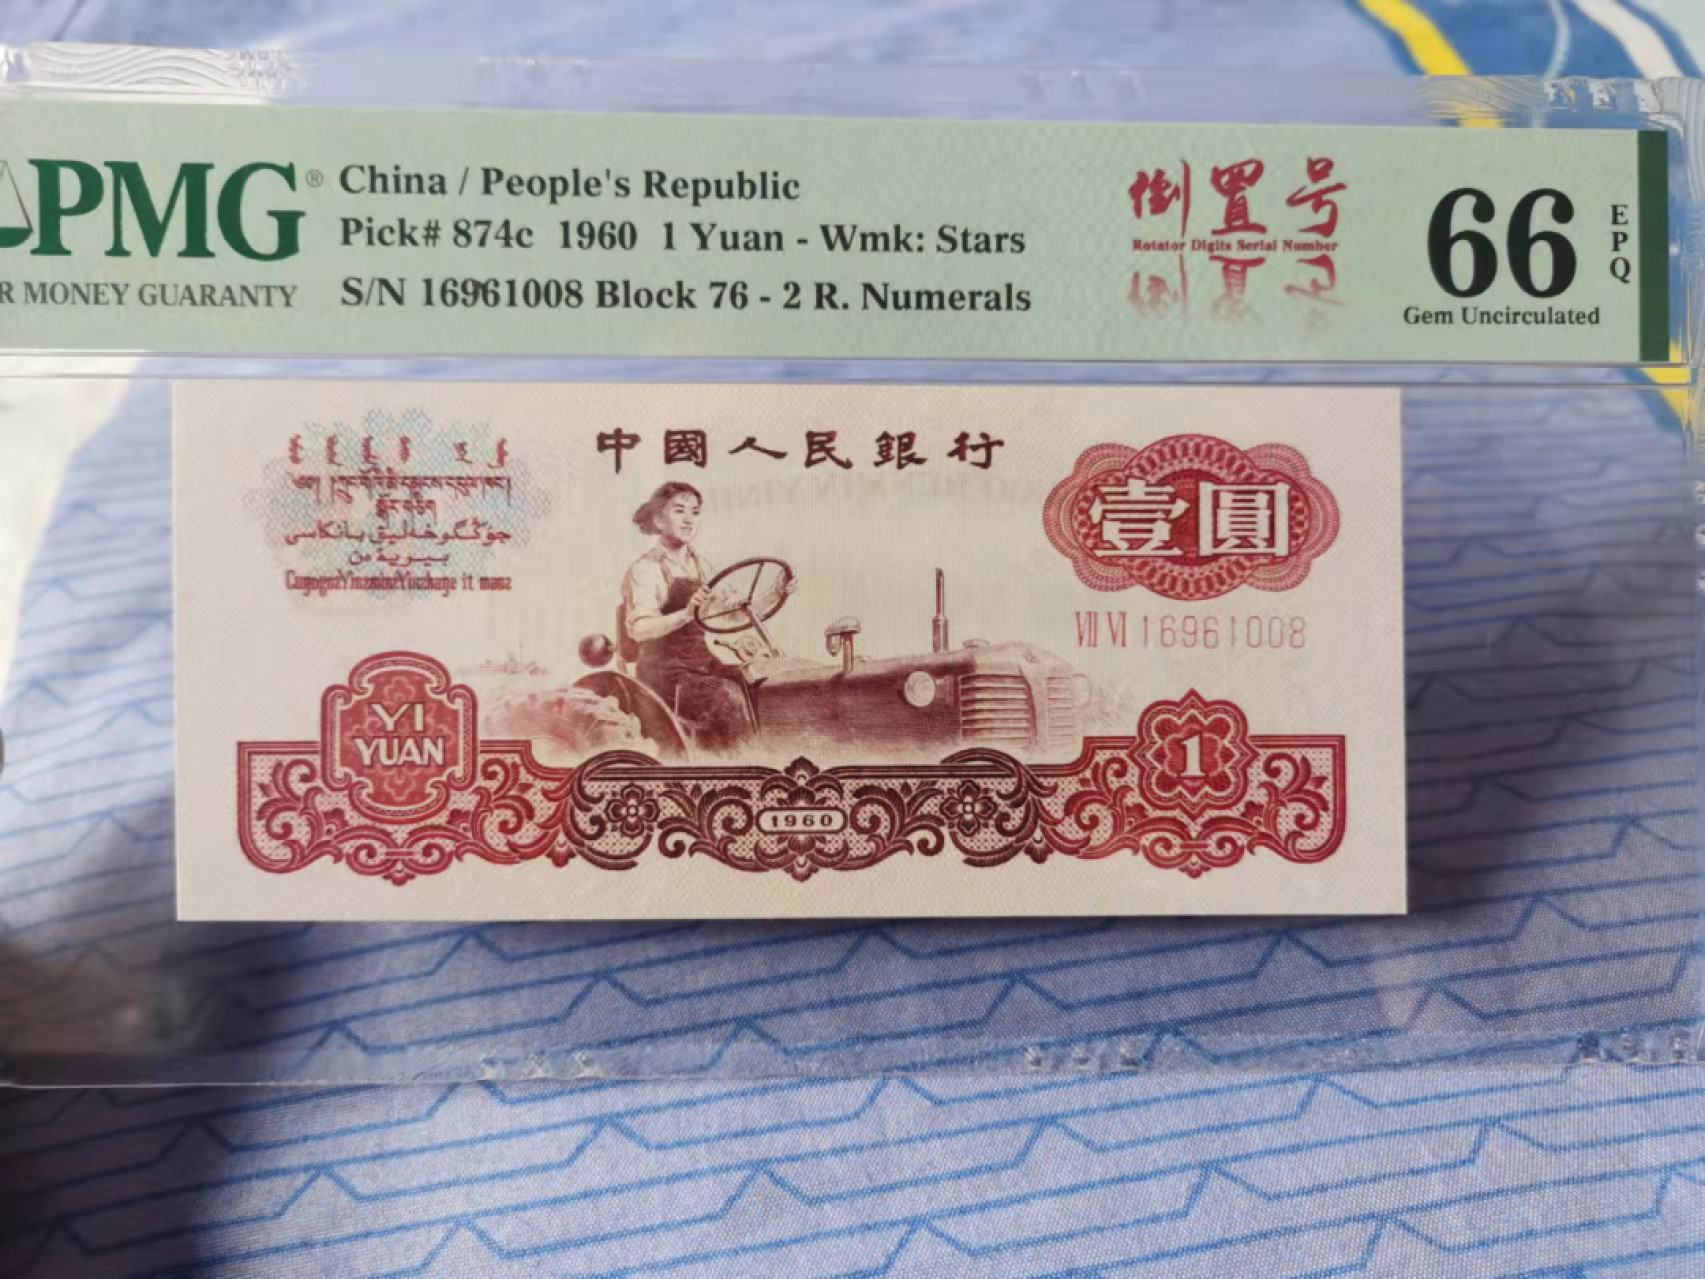 PMG®
R MONEY GUARANTY
China / People's Republic
Pick# 874c 1960 1 Yuan - Wmk: Stars
S/N 16961008 Block 76 - 2 R. Numerals
倒置号
Rotator Digits Serial Number
66
EPQ
Gem Uncirculated
中國人民銀行
壹圓
VII VI 16961008
YI
YUAN
1960
1